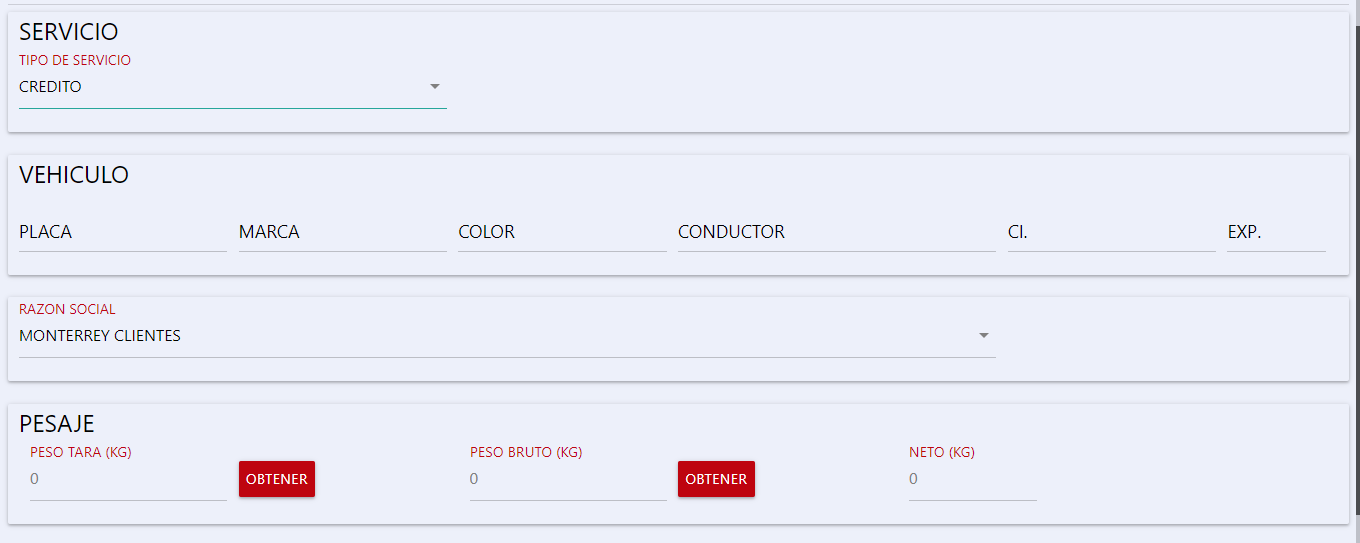 SERVICIO
TIPO DE SERVICIO
CREDITO
VEHICULO
PLACA MARCA COLOR CONDUCTOR CI. EXP.
RAZON SOCIAL
MONTERREY CLIENTES
PESAJE
PESO TARA (KG) PESO BRUTO (KG) NETO (KG)
0 OBTENER 0 OBTENER 0